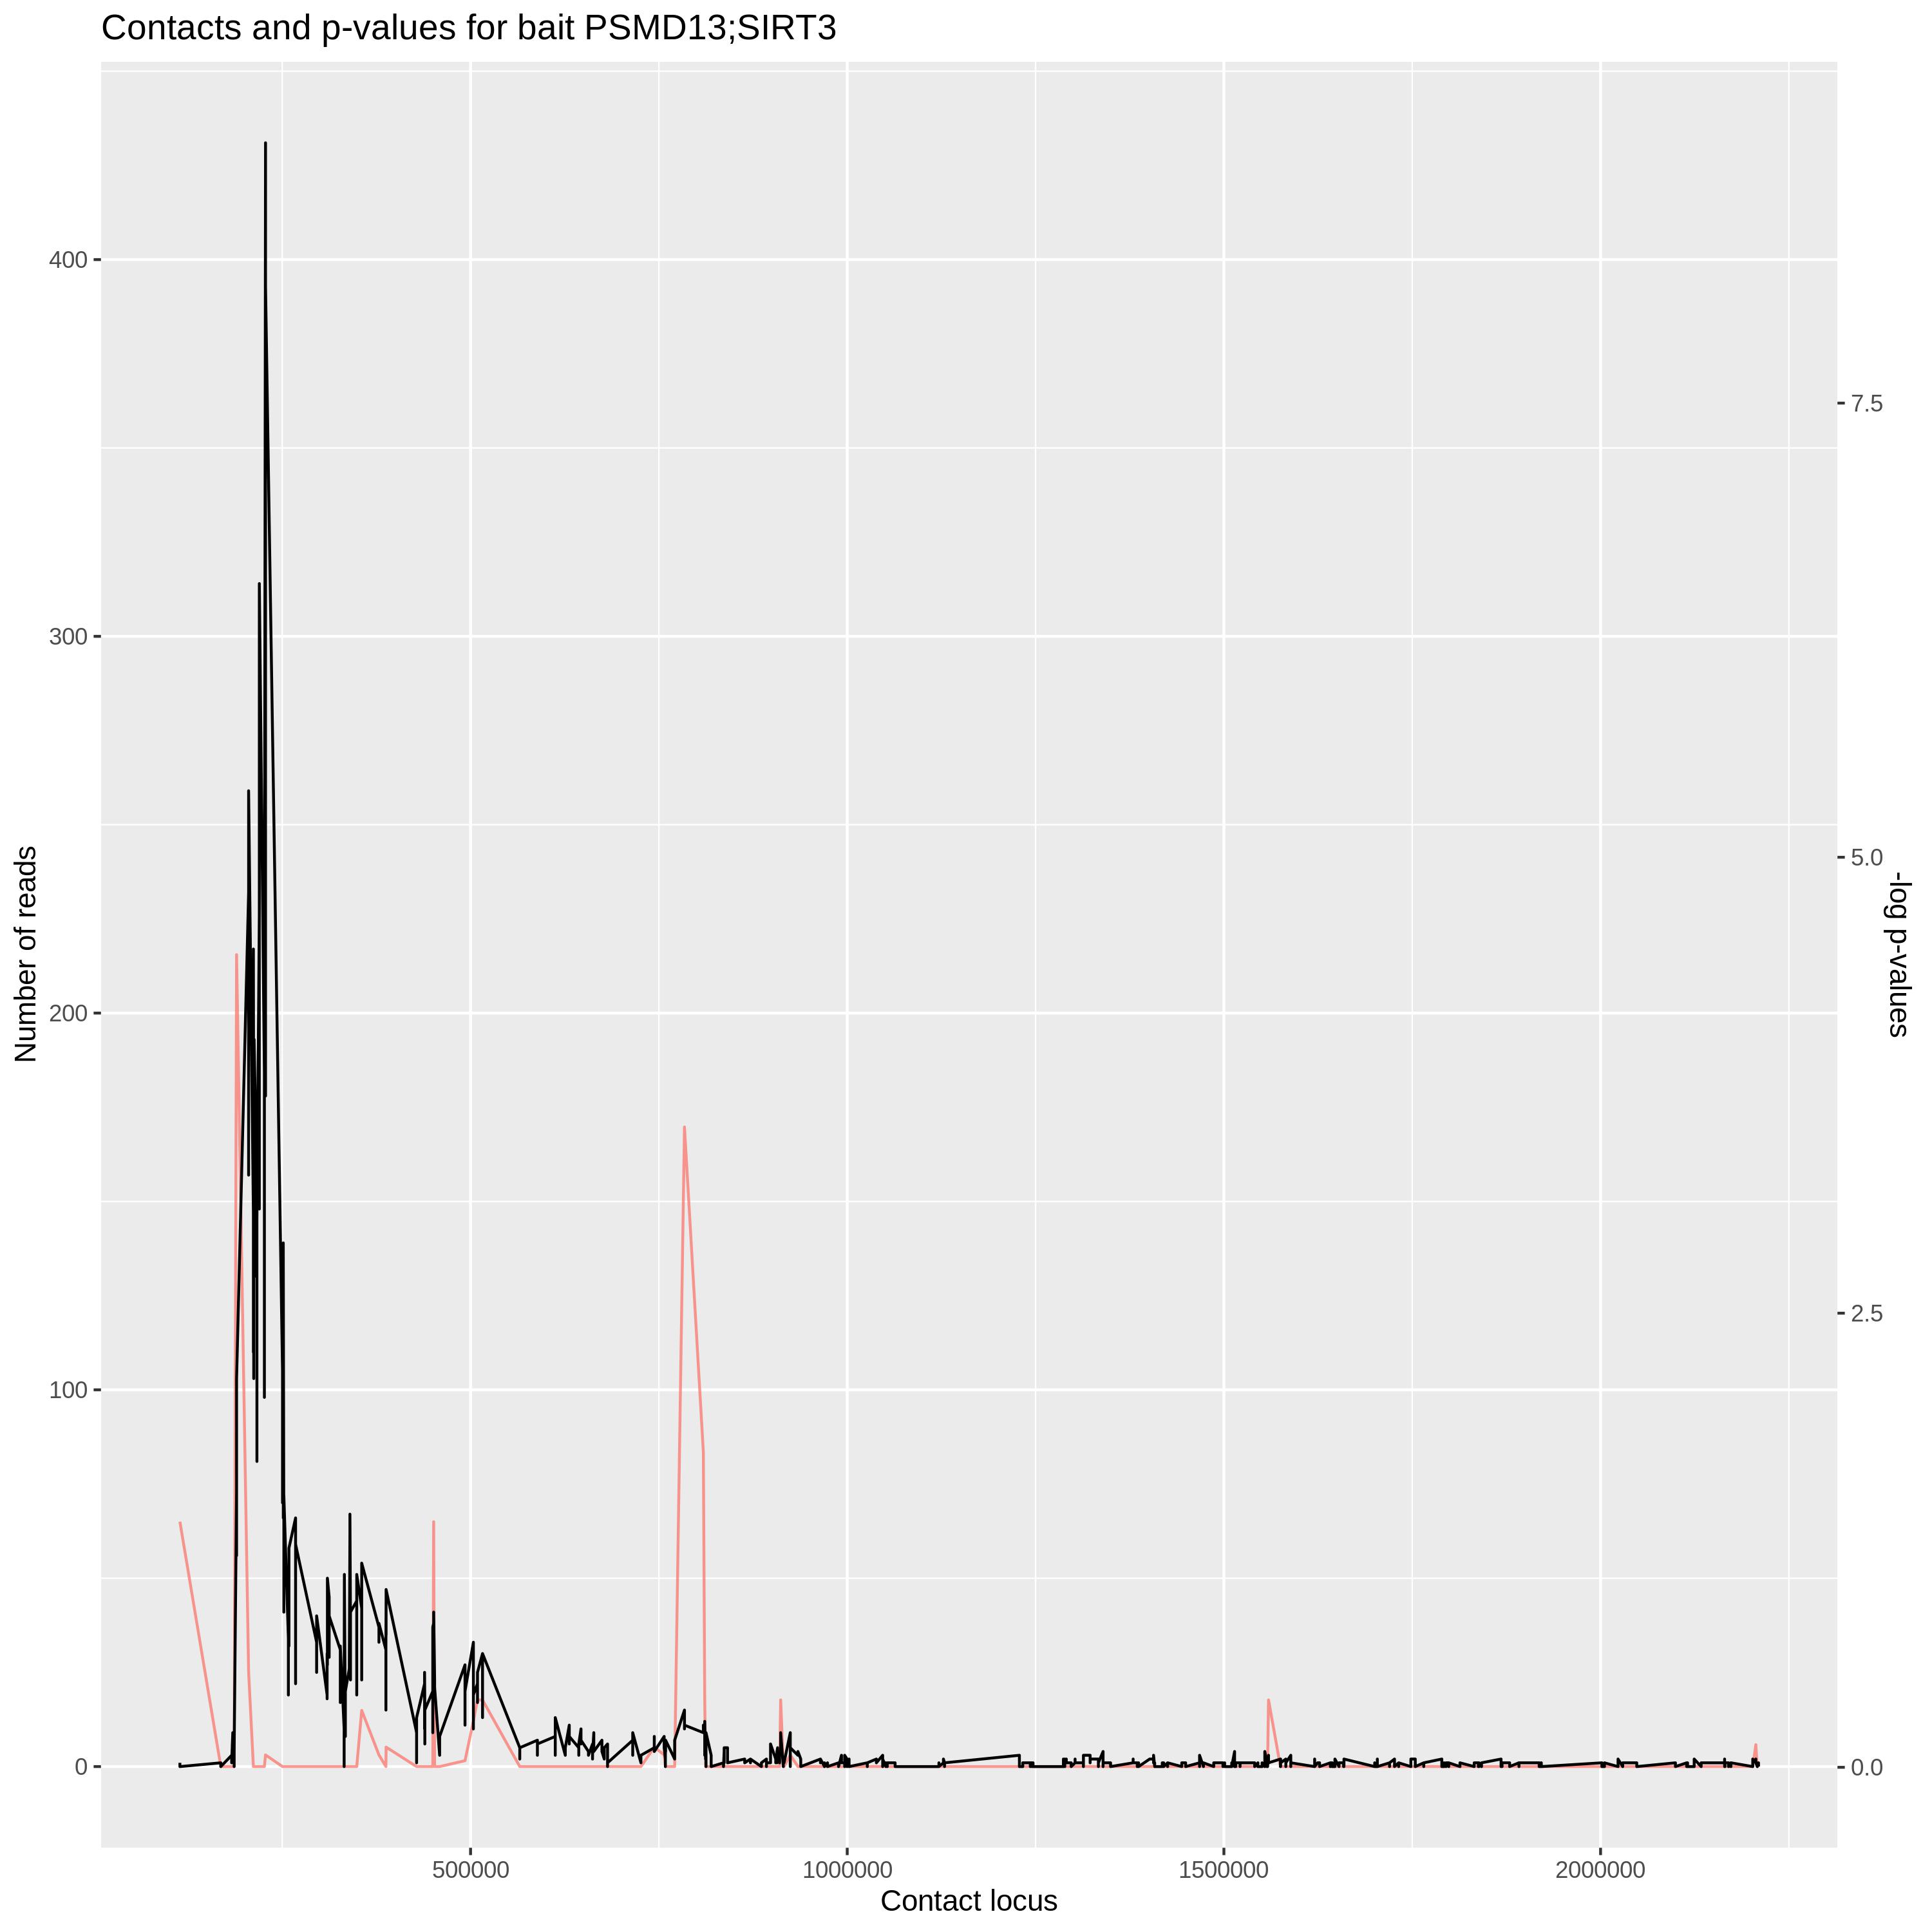 Contacts and p-values for bait PSMD13;SIRT3
Number of reads
400
300
200
100
0
7.5
5.0
2.5
0.0
-log p-values
500000 1000000 1500000 2000000
Contact locus